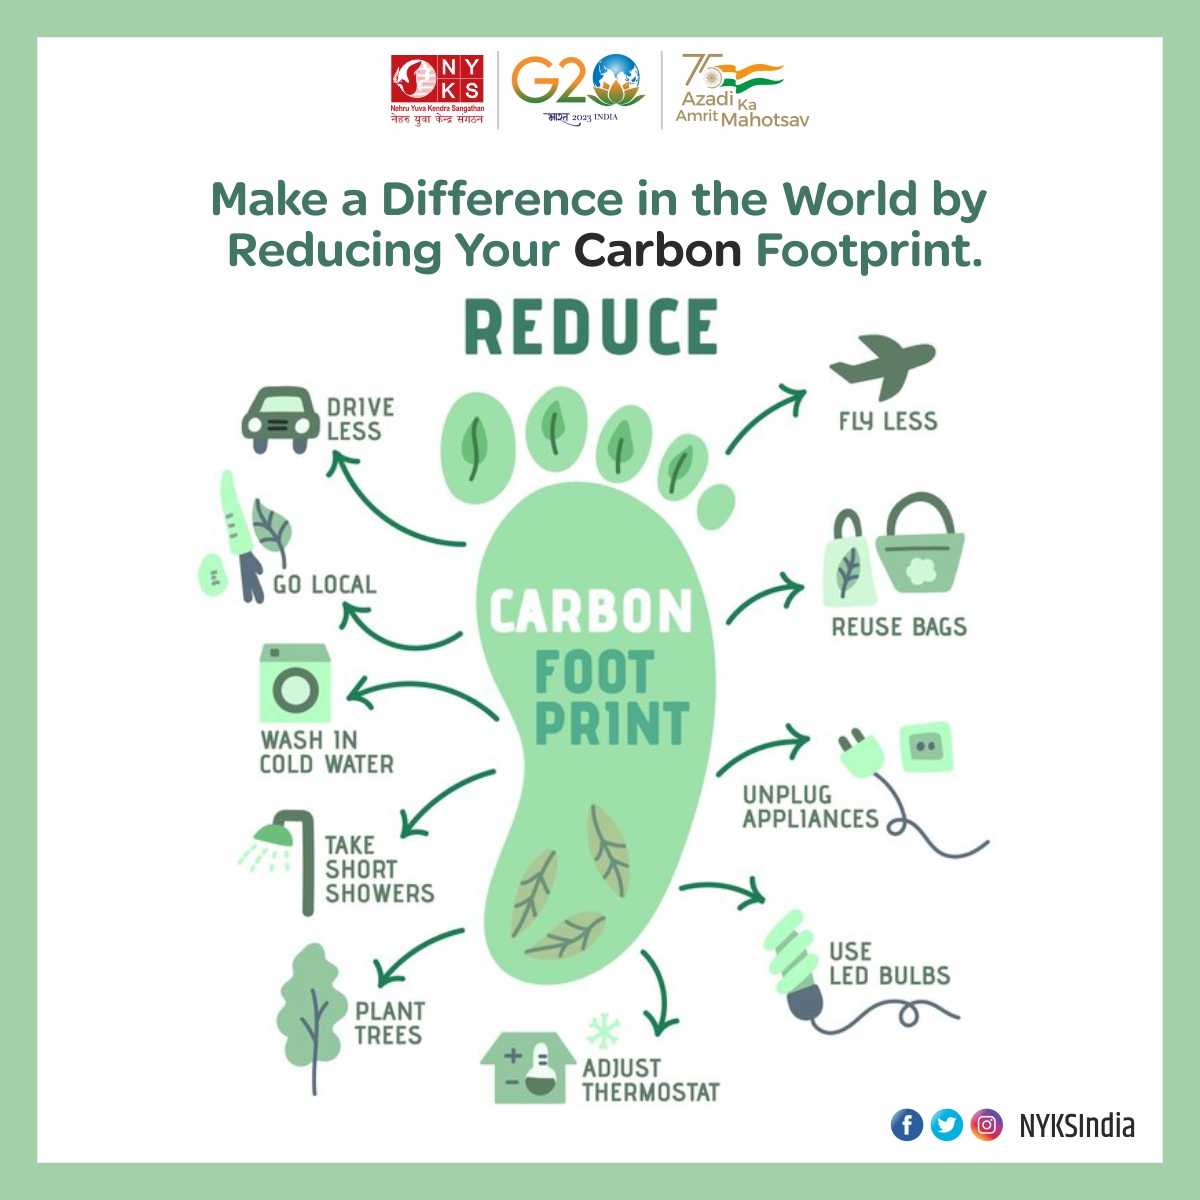 NY
KS
Nehru Yuva Kendra Sangathan
नेहरु युवा केन्द्र संगठन
G20
भारत 2023 INDIA
75
Azadi Ka
Amrit Mahotsav
Make a Difference in the World by
Reducing Your Carbon Footprint.
REDUCE
DRIVE
LESS
FLY LESS
GO LOCAL
REUSE BAGS
CARBON
FOOT
PRINT
WASH IN
COLD WATER
UNPLUG
APPLIANCES
TAKE
SHORT
SHOWERS
USE
LED BULBS
PLANT
TREES
ADJUST
THERMOSTAT
NYKSIndia